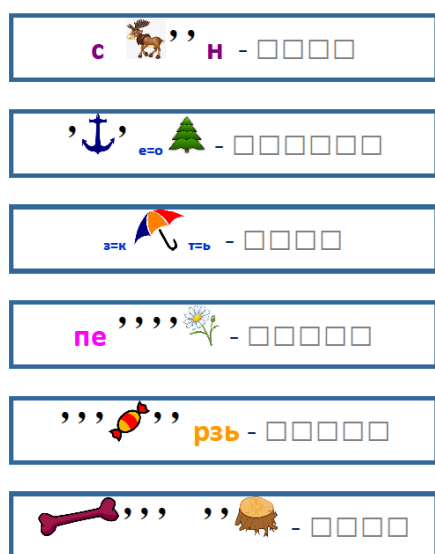 с ’’ н - □□□□
’ ’ е=о - □□□□□□
з=к т=ь - □□□□
пе ’’’’ - □□□□□
’’’ ’’ рзь - □□□□□
’’’ ’’ - □□□□